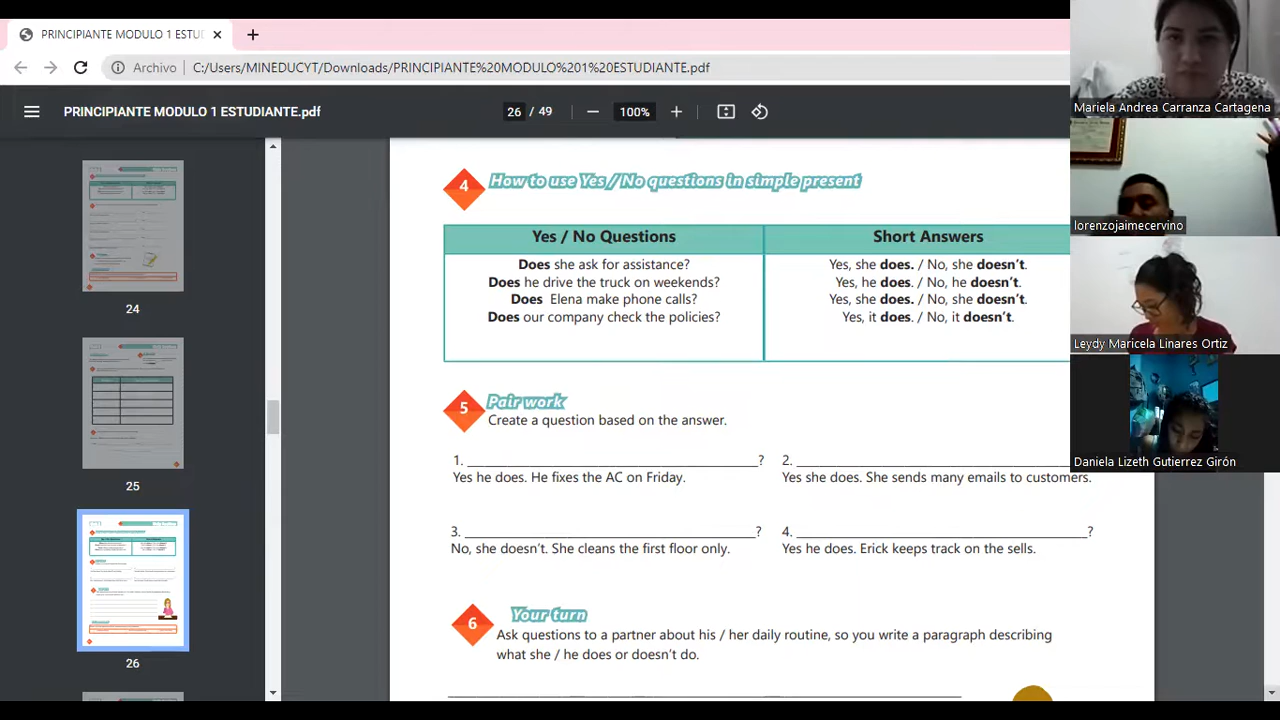 PRINCIPIANTE MODULO 1 ESTUD
Archivo C:/Users/MINEDUCYT/Downloads/PRINCIPIANTE%20MODULO%201%20ESTUDIANTE.pdf
PRINCIPIANTE MODULO 1 ESTUDIANTE.pdf
26 / 49
100%
24
25
26
4 How to use Yes / No questions in simple present
Yes / No Questions
Does she ask for assistance?
Does he drive the truck on weekends?
Does Elena make phone calls?
Does our company check the policies?
Short Answers
Yes, she does. / No, she doesn't.
Yes, he does. / No, he doesn't.
Yes, she does. / No, she doesn't.
Yes, it does. / No, it doesn't.
5 Pair work
Create a question based on the answer.
1. ______________________________?
Yes he does. He fixes the AC on Friday.
2. ______________________________
Yes she does. She sends many emails to customers.
3. ______________________________?
No, she doesn't. She cleans the first floor only.
4. ______________________________?
Yes he does. Erick keeps track on the sells.
6 Your turn
Ask questions to a partner about his / her daily routine, so you write a paragraph describing
what she / he does or doesn't do.
Mariela Andrea Carranza Cartagena
lorenzojaimecervino
Leydy Maricela Linares Ortiz
Daniela Lizeth Gutierrez Girón